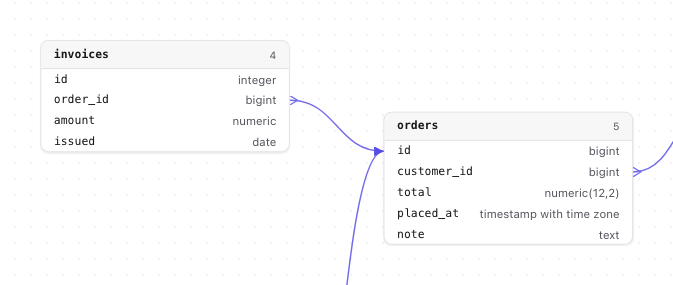 invoices 4
id integer
order_id bigint
amount numeric
issued date
orders 5
id bigint
customer_id bigint
total numeric(12,2)
placed_at timestamp with time zone
note text